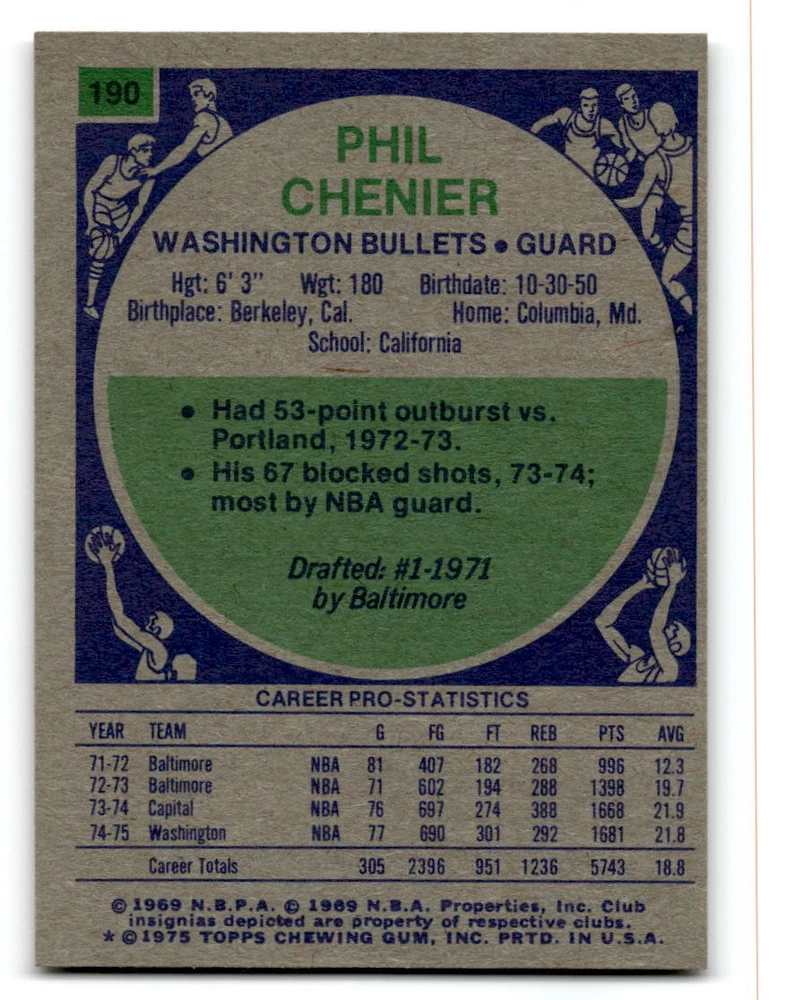 190
PHIL
CHENIER
WASHINGTON BULLETS • GUARD
Hgt: 6' 3" Wgt: 180 Birthdate: 10-30-50
Birthplace: Berkeley, Cal. Home: Columbia, Md.
School: California
• Had 53-point outburst vs.
Portland, 1972-73.
• His 67 blocked shots, 73-74;
most by NBA guard.
Drafted: #1-1971
by Baltimore
CAREER PRO-STATISTICS
YEAR TEAM G FG FT REB PTS AVG
71-72 Baltimore NBA 81 407 182 268 996 12.3
72-73 Baltimore NBA 71 602 194 288 1398 19.7
73-74 Capital NBA 76 697 274 388 1668 21.9
74-75 Washington NBA 77 690 301 292 1681 21.8
Career Totals 305 2396 951 1236 5743 18.8
© 1969 N.B.P.A. © 1969 N.B.A. Properties, Inc. Club
insignias depicted are property of respective clubs.
* © 1975 TOPPS CHEWING GUM, INC. PRTD. IN U.S.A.